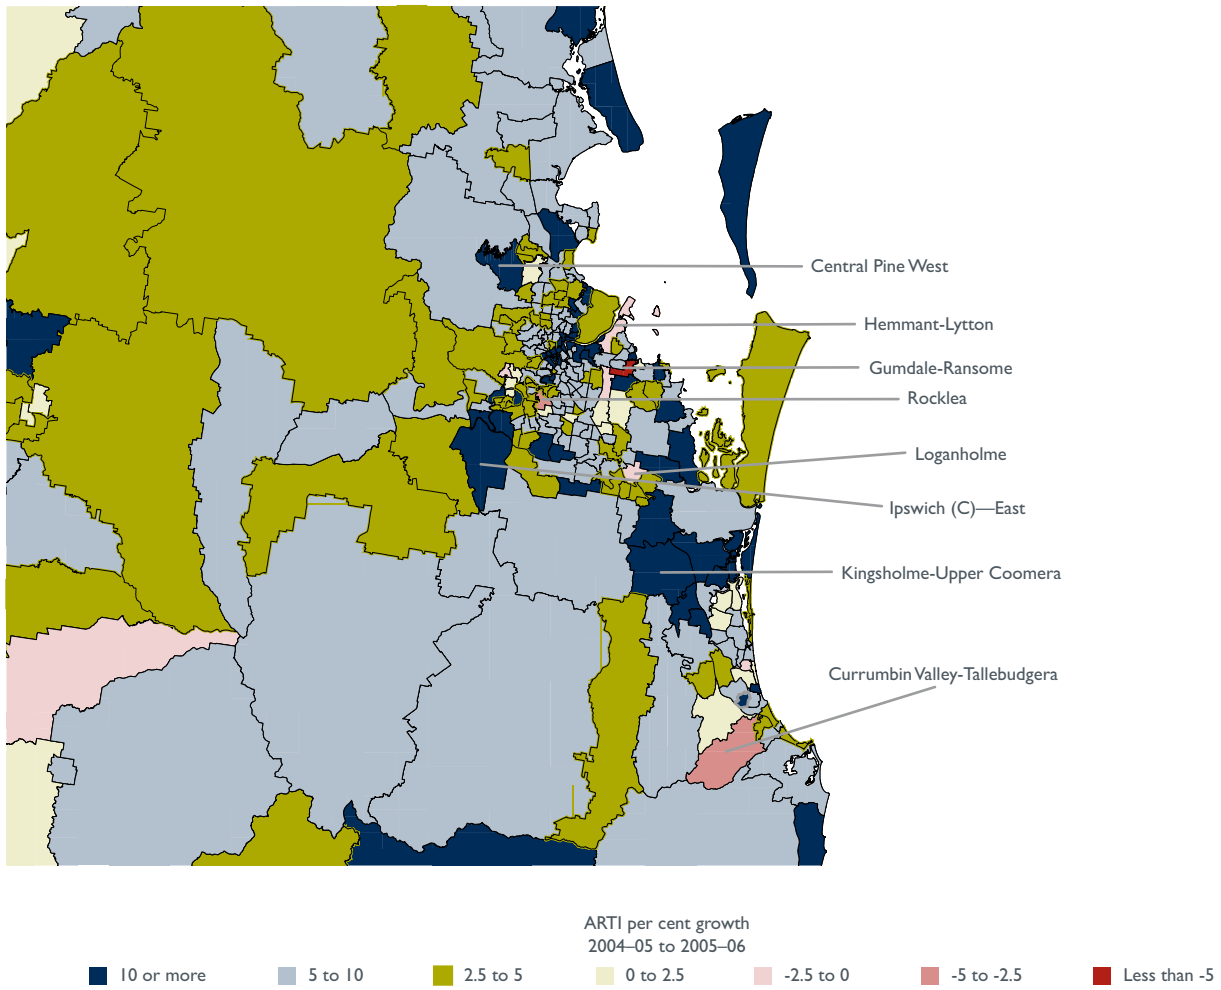 Central Pine West
Hemmant-Lytton
Gumdale-Ransome
Rocklea
Loganholme
Ipswich (C)—East
Kingsholme-Upper Coomera
Currumbin Valley-Tallebudgera
ARTI per cent growth
2004–05 to 2005–06
10 or more 5 to 10 2.5 to 5 0 to 2.5 -2.5 to 0 -5 to -2.5 Less than -5